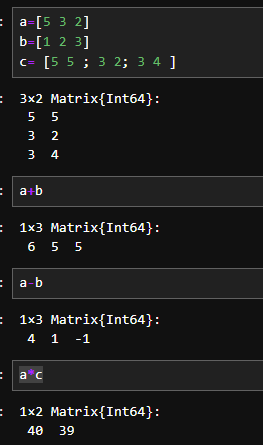 a=[5 3 2]
b=[1 2 3]
c= [5 5 ; 3 2; 3 4 ]
: 3×2 Matrix{Int64}:
5 5
3 2
3 4
: a+b
: 1×3 Matrix{Int64}:
6 5 5
: a-b
: 1×3 Matrix{Int64}:
4 1 -1
: a*c
: 1×2 Matrix{Int64}:
40 39